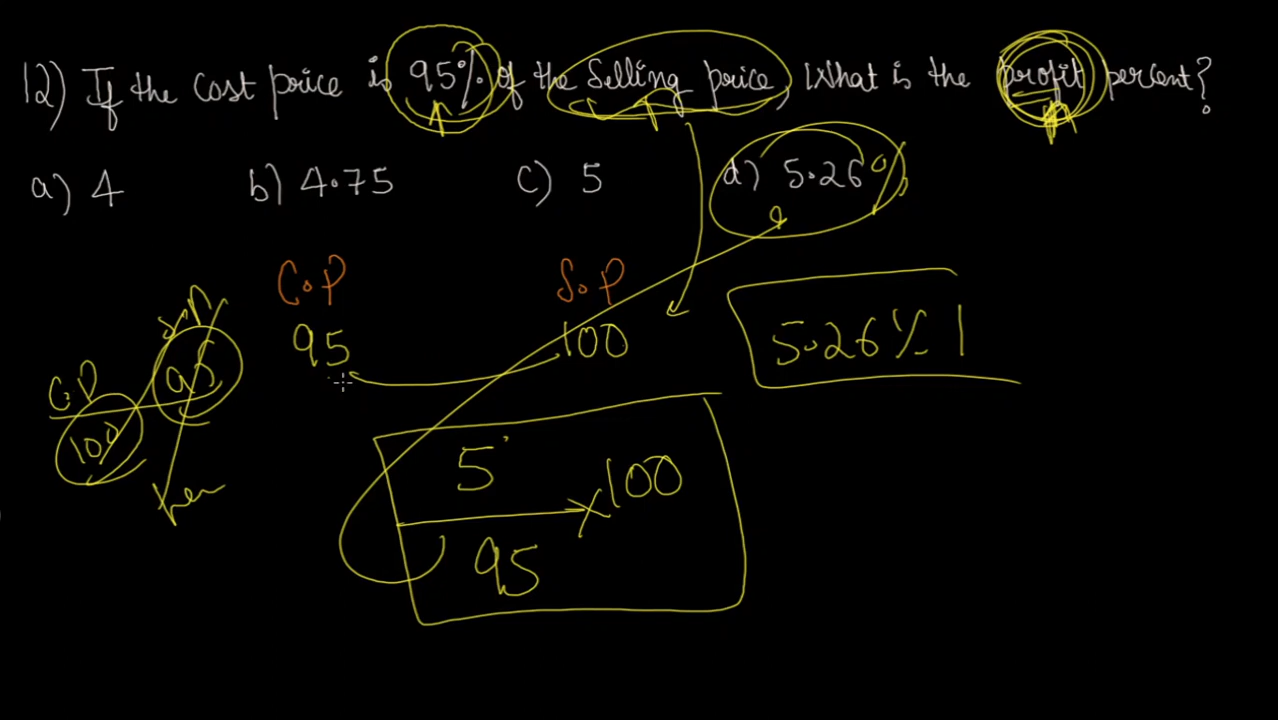 12) If the cost price is 95% of the selling price, What is the profit percent?
a) 4 b) 4.75 c) 5 d) 5.26%
C.P S.P
95 100
5.26%
C.P
100 95
5 × 100
95